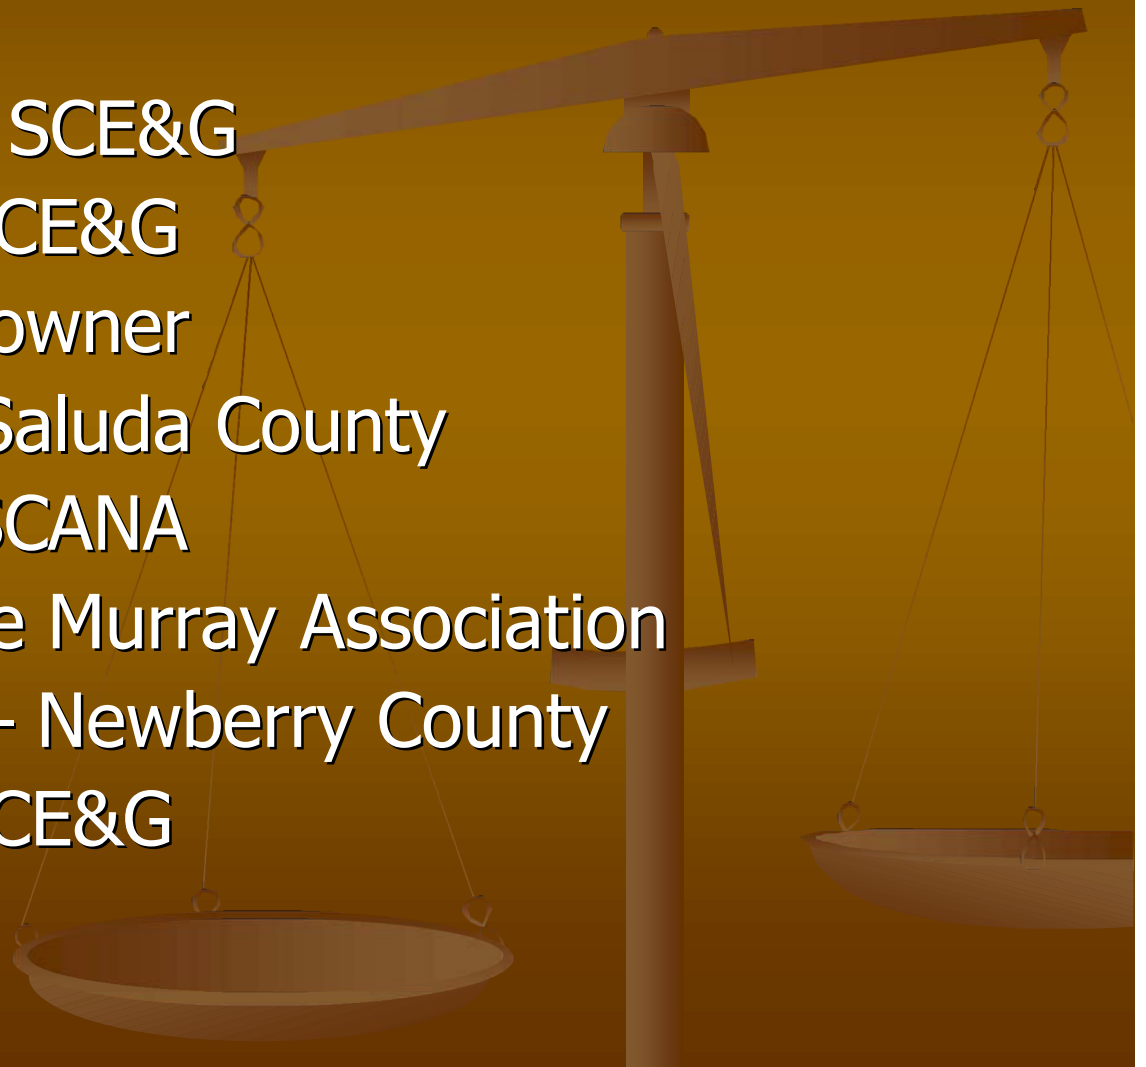 SCE&G
CE&G
owner
Saluda County
SCANA
e Murray Association
- Newberry County
CE&G